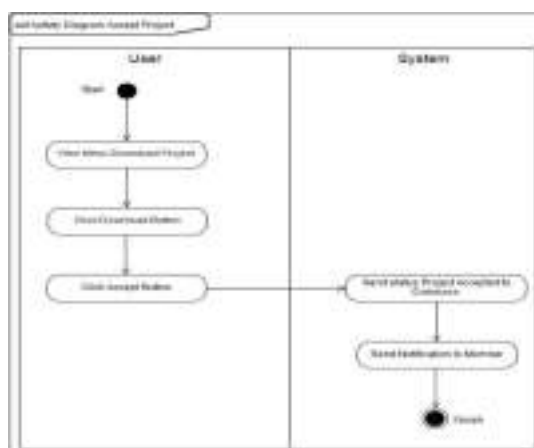 act Activity Diagram Accept Project
User
System
Start
View Menu Download Project
Click Download Button
Click Accept Button
Send status Project Accepted to
Send Notification to Member
Finish